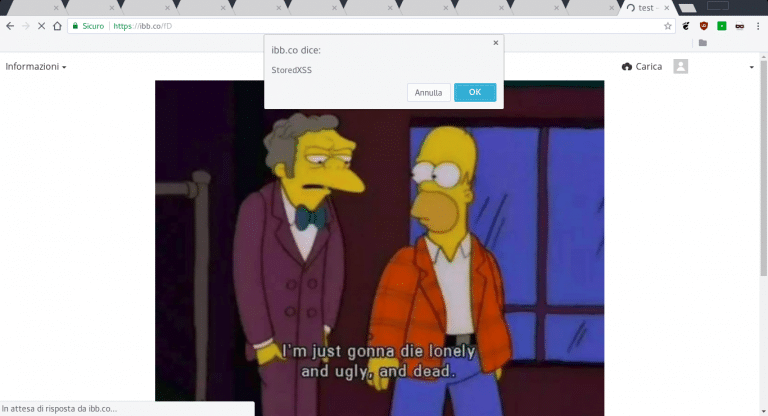 test -
Sicuro https://ibb.co/fD
ibb.co dice:
StoredXSS
Annulla OK
Informazioni
Carica
I'm just gonna die lonely
and ugly, and dead.
In attesa di risposta da ibb.co...